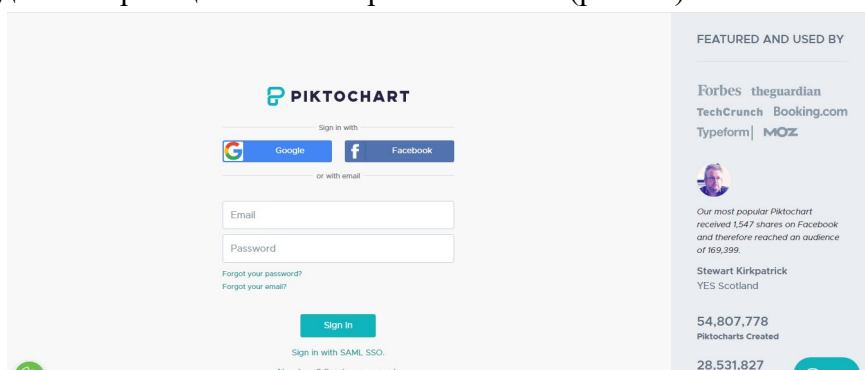 PIKTOCHART
Sign in with
Google
Facebook
or with email
Email
Password
Forgot your password?
Forgot your email?
Sign in
Sign in with SAML SSO.
FEATURED AND USED BY
Forbes theguardian
TechCrunch Booking.com
Typeform| MOZ
Our most popular Piktochart
received 1,547 shares on Facebook
and therefore reached an audience
of 169,399.
Stewart Kirkpatrick
YES Scotland
54,807,778
Piktocharts Created
28,531,827